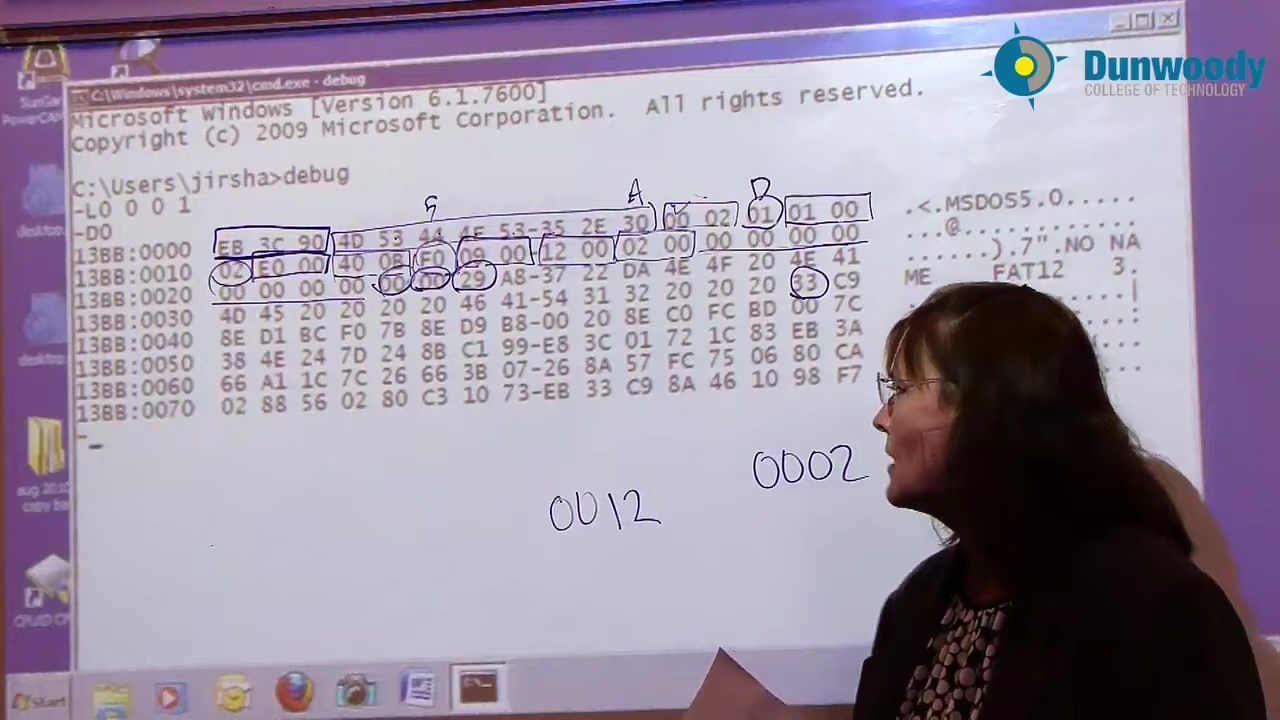 Dunwoody
COLLEGE OF TECHNOLOGY
C:\Windows\system32\cmd.exe - debug
Microsoft Windows [Version 6.1.7600]
Copyright (c) 2009 Microsoft Corporation. All rights reserved.
C:\Users\jirsha>debug
-L0 0 0 1
-D0
A
13BB:0000 EB 3C 90 4D 53 44 4F 53-35 2E 30 00 02 01 01 00 .<.MSDOS5.0.....
13BB:0010 02 E0 00 40 0B F0 09 00 12 00 02 00 00 00 00 00 ...@............
13BB:0020 00 00 00 00 00 00 29 A8-37 22 DA 4E 4F 20 4E 41 ......).7".NO NA
13BB:0030 4D 45 20 20 20 20 46 41-54 31 32 20 20 20 33 C9 ME FAT12 3.
13BB:0040 8E D1 BC F0 7B 8E D9 B8-00 20 8E C0 FC BD 00 7C
13BB:0050 38 4E 24 7D 24 8B C1 99-E8 3C 01 72 1C 83 EB 3A
13BB:0060 66 A1 1C 7C 26 66 3B 07-26 8A 57 FC 75 06 80 CA
13BB:0070 02 88 56 02 80 C3 10 73-EB 33 C9 8A 46 10 98 F7
-
0002
0012
desktop.
desktop
aug 2010
copy ba
Start